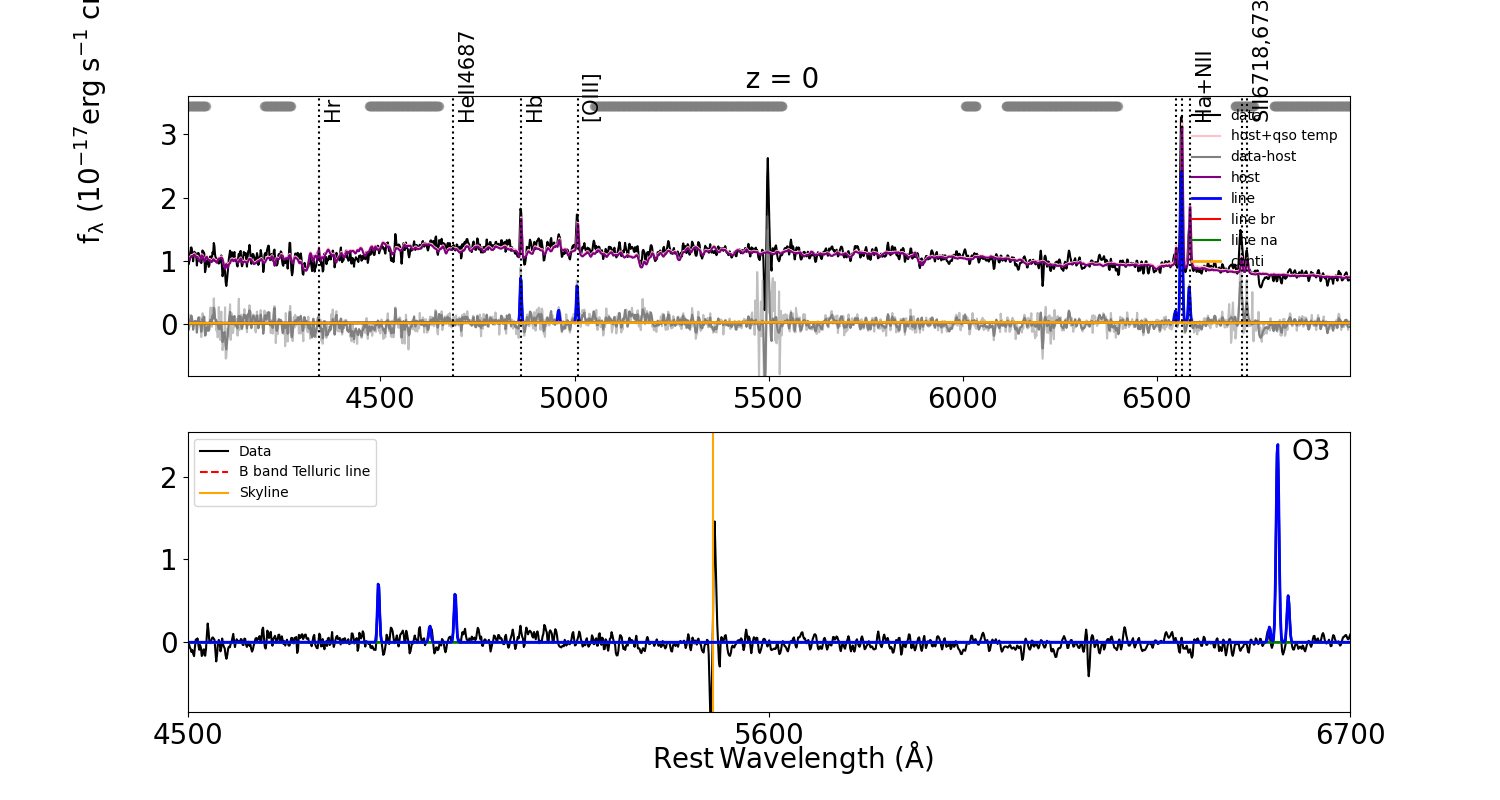 z = 0
fλ (10−17erg s−1 c
Hr
HeII4687
Hb
[OIII]
Ha+NII
SII6718,673
data
host+qso temp
data-host
host
line
line br
line na
conti
3
2
1
0
4500 5000 5500 6000 6500
Data
B band Telluric line
Skyline
O3
2
1
0
4500 5600 6700
Rest Wavelength (Å)